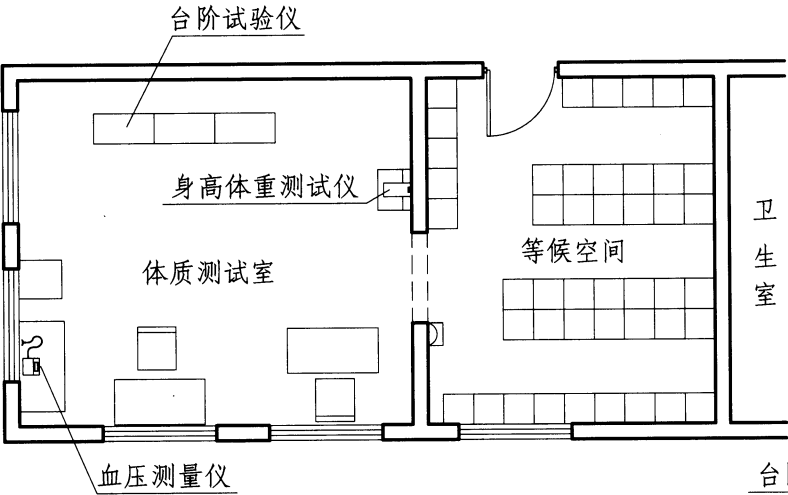 台阶试验仪
身高体重测试仪
等候空间
卫生室
体质测试室
血压测量仪
台